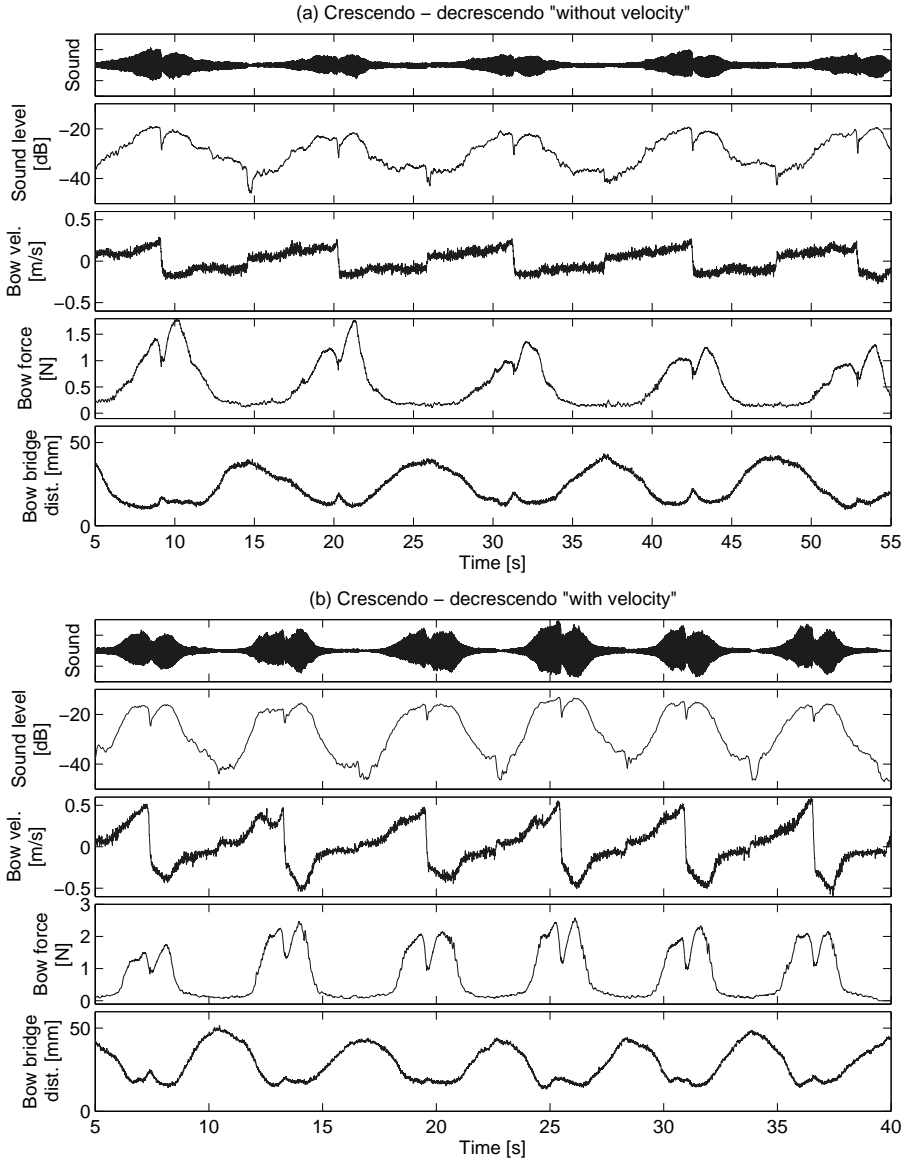 (a) Crescendo − decrescendo "without velocity"
Sound
Sound level
[dB]
−20
−40
Bow vel.
[m/s]
0.5
0
−0.5
Bow force
[N]
1.5
1
0.5
0
Bow bridge
dist. [mm]
50
0
5 10 15 20 25 30 35 40 45 50 55
Time [s]
(b) Crescendo − decrescendo "with velocity"
Sound
Sound level
[dB]
−20
−40
Bow vel.
[m/s]
0.5
0
−0.5
Bow force
[N]
3
2
1
0
Bow bridge
dist. [mm]
50
0
5 10 15 20 25 30 35 40
Time [s]